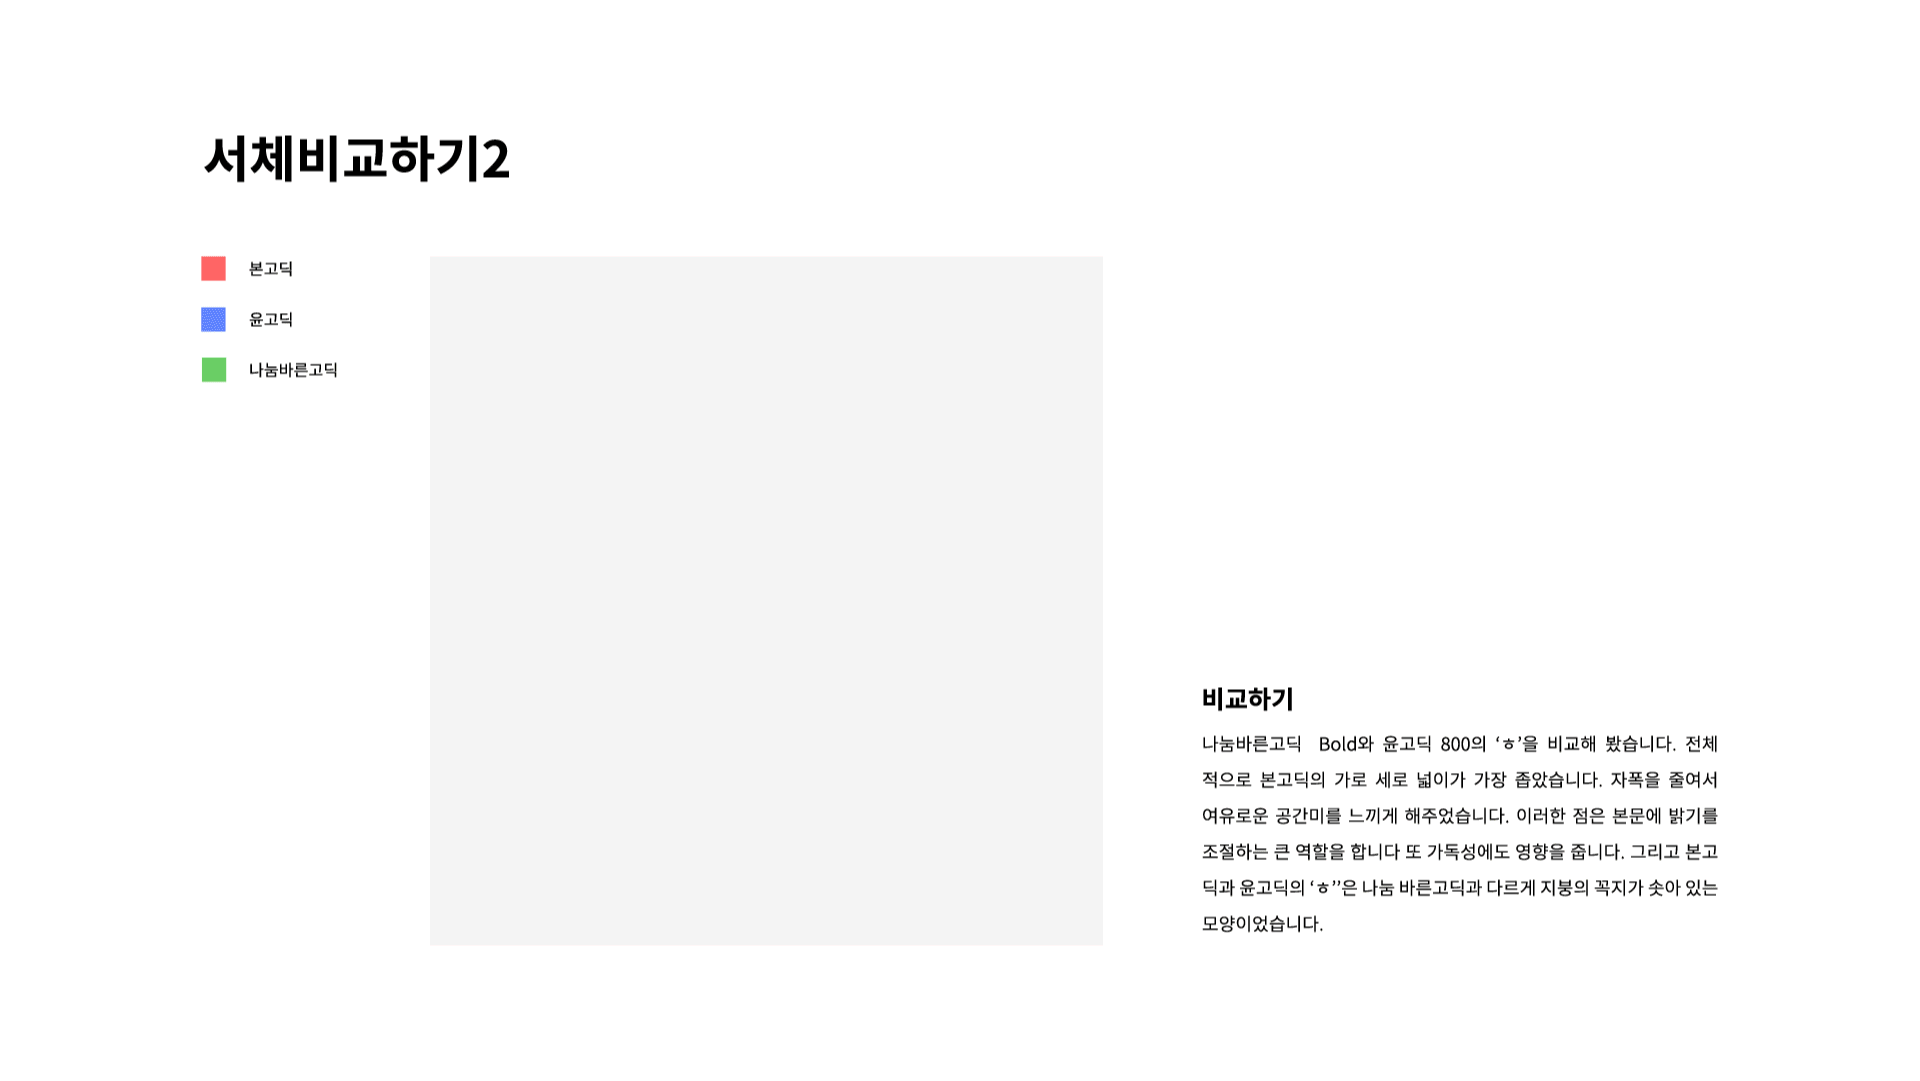 서체비교하기2
본고딕
윤고딕
나눔바른고딕
비교하기
나눔바른고딕 Bold와 윤고딕 800의 ‘ㅎ’을 비교해 봤습니다. 전체
적으로 본고딕의 가로 세로 넓이가 가장 좁았습니다. 자폭을 줄여서
여유로운 공간미를 느끼게 해주었습니다. 이러한 점은 본문에 밝기를
조절하는 큰 역할을 합니다 또 가독성에도 영향을 줍니다. 그리고 본고
딕과 윤고딕의 ‘ㅎ’’은 나눔 바른고딕과 다르게 지붕의 꼭지가 솟아 있는
모양이었습니다.